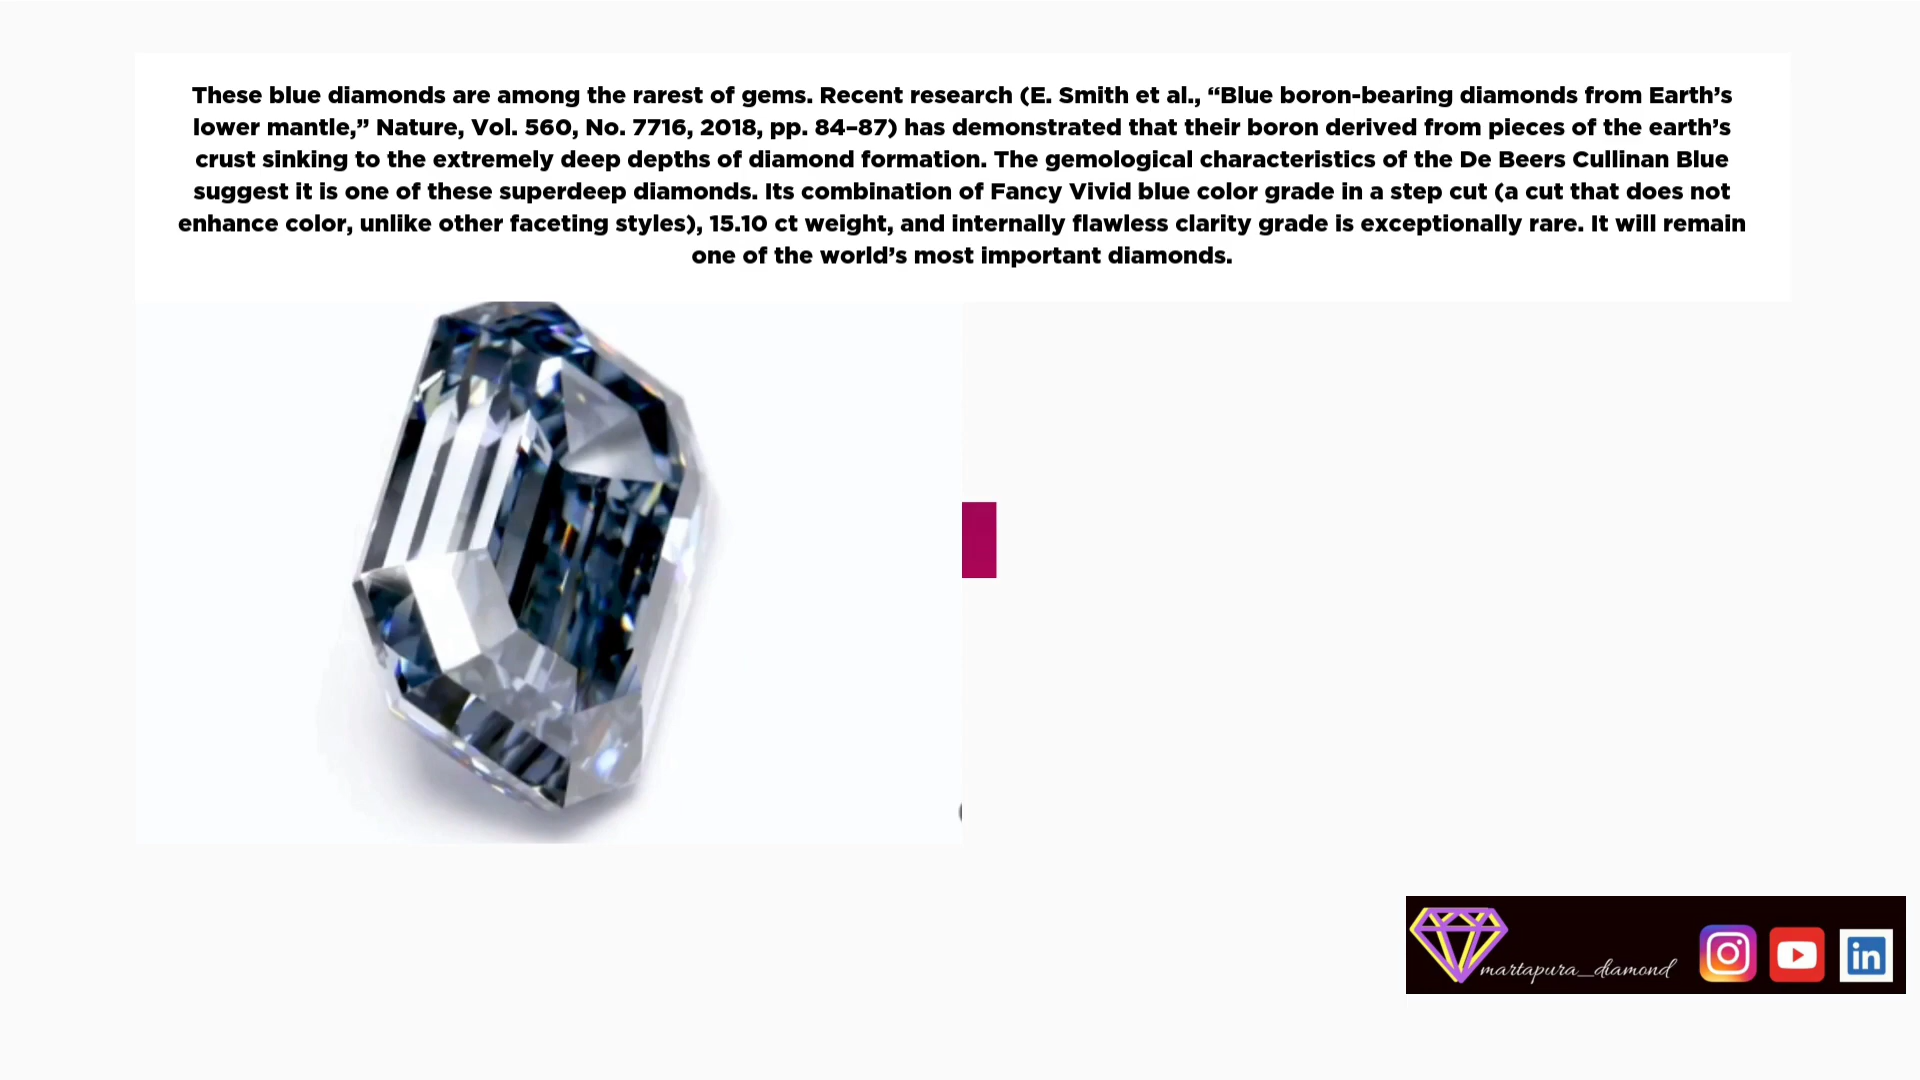 These blue diamonds are among the rarest of gems. Recent research (E. Smith et al., “Blue boron-bearing diamonds from Earth’s
lower mantle,” Nature, Vol. 560, No. 7716, 2018, pp. 84–87) has demonstrated that their boron derived from pieces of the earth’s
crust sinking to the extremely deep depths of diamond formation. The gemological characteristics of the De Beers Cullinan Blue
suggest it is one of these superdeep diamonds. Its combination of Fancy Vivid blue color grade in a step cut (a cut that does not
enhance color, unlike other faceting styles), 15.10 ct weight, and internally flawless clarity grade is exceptionally rare. It will remain
one of the world’s most important diamonds.
martapura_diamond
in